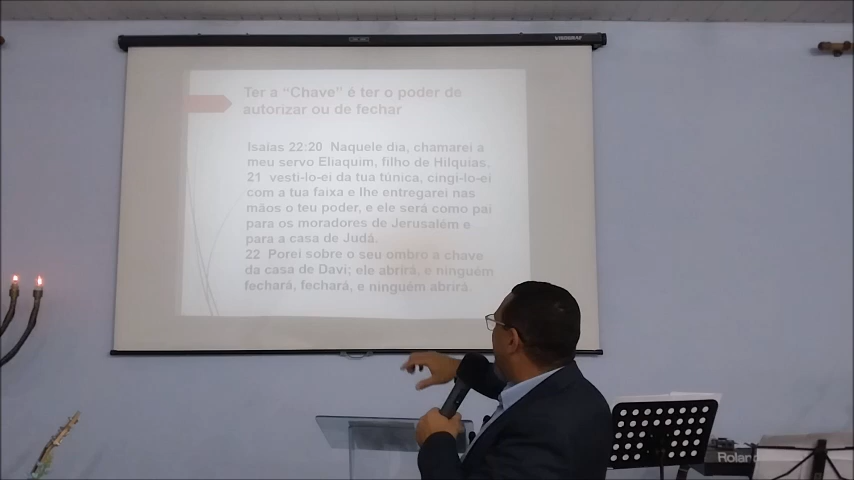 VISOGRAF
Ter a “Chave” é ter o poder de
autorizar ou de fechar
Isaías 22:20 Naquele dia, chamarei a
meu servo Eliaquim, filho de Hilquias,
21 vesti-lo-ei da tua túnica, cingi-lo-ei
com a tua faixa e lhe entregarei nas
mãos o teu poder, e ele será como pai
para os moradores de Jerusalém e
para a casa de Judá.
22 Porei sobre o seu ombro a chave
da casa de Davi; ele abrirá, e ninguém
fechará, fechará, e ninguém abrirá.
Roland